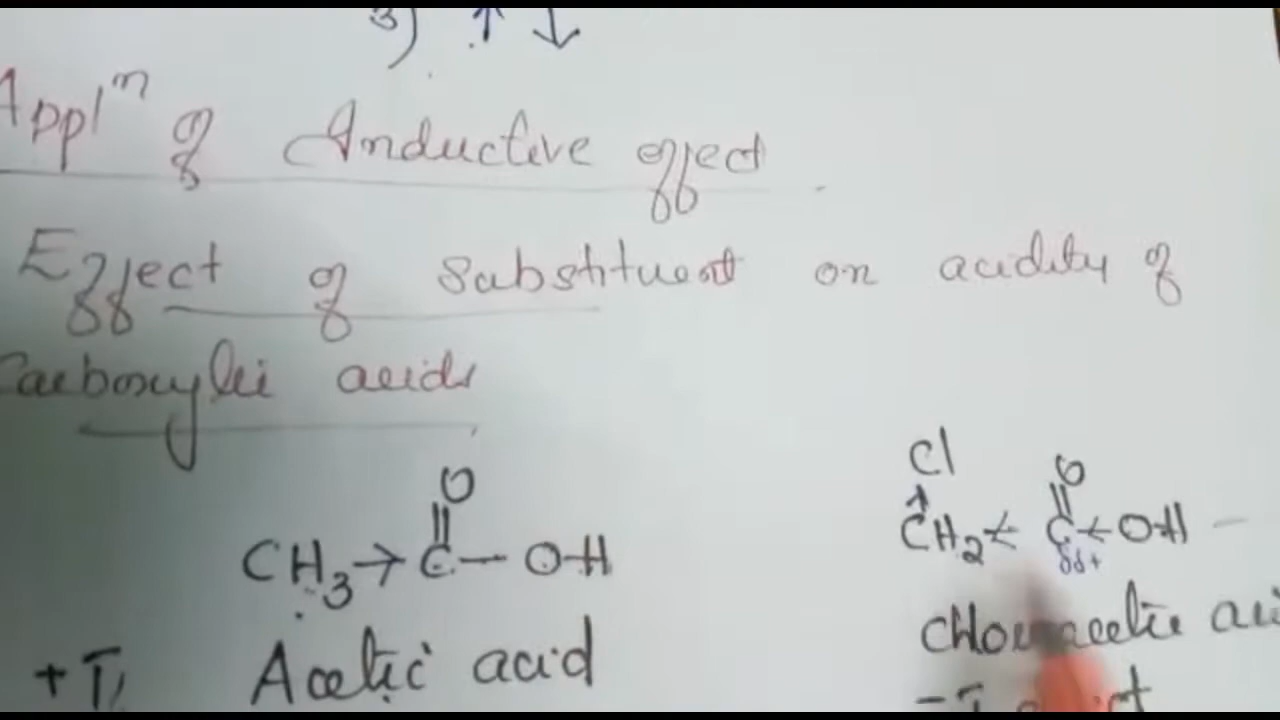 3) ↑ ↓
Appl^n of Inductive effect
Effect of Substituent on acidity of
Carboxylic acids
O Cl O
CH3→C-OH CH2<C<OH
δδ+
+I Acetic acid Chloroacetic aci
-I